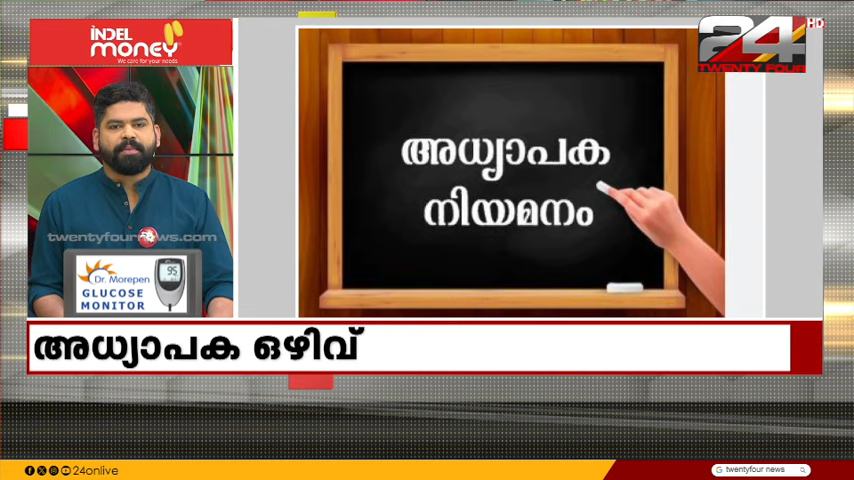 INDEL
money
We care for your needs
24
HD
TWENTY FOUR
അധ്യാപക
നിയമനം
twentyfournews.com
Dr. Morepen
95
GLUCOSE
MONITOR
അധ്യാപക ഒഴിവ്
24onlive
twentyfour news